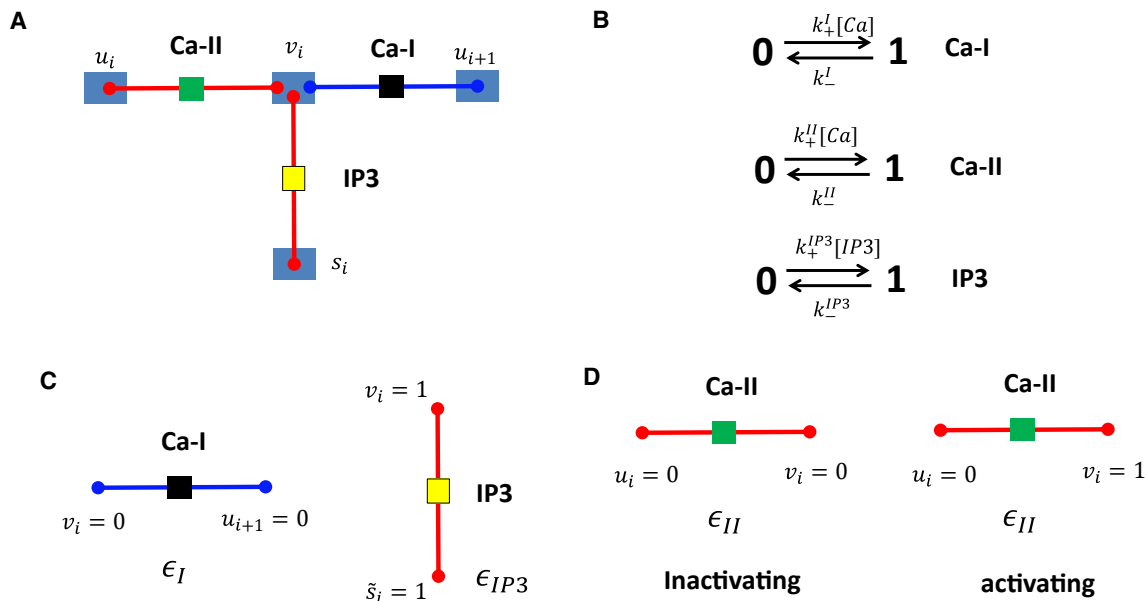 A
Ca-II
Ca-I
u_i
v_i
u_{i+1}
IP3
s_i
B
k_+^I[Ca]
0 1 Ca-I
k_-^I
k_+^{II}[Ca]
0 1 Ca-II
k_-^{II}
k_+^{IP3}[IP3]
0 1 IP3
k_-^{IP3}
C
Ca-I
v_i = 0
u_{i+1} = 0
ϵ_I
v_i = 1
IP3
s̃_i = 1
ϵ_{IP3}
D
Ca-II
u_i = 0
v_i = 0
ϵ_{II}
Inactivating
Ca-II
u_i = 0
v_i = 1
ϵ_{II}
activating